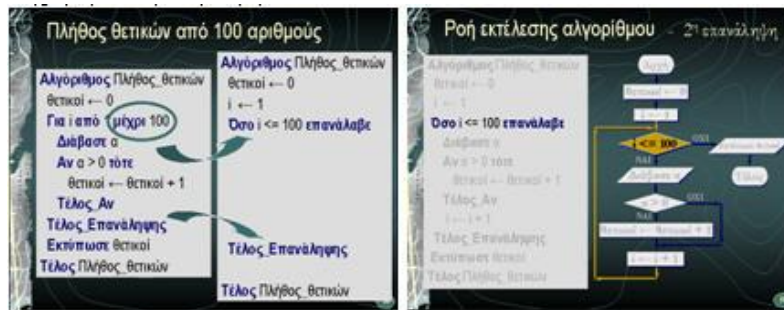 Πλήθος θετικών από 100 αριθμούς
Αλγόριθμος Πλήθος_θετικών
θετικοί ← 0
Για i από μέχρι 100
Διάβασε α
Αν α > 0 τότε
θετικοί ← θετικοί + 1
Τέλος_Αν
Τέλος_Επανάληψης
Εκτύπωσε θετικοί
Τέλος Πλήθος_θετικών
Αλγόριθμος Πλήθος_θετικών
θετικοί ← 0
i ← 1
Όσο i <= 100 επανάλαβε
Τέλος_Επανάληψης
Τέλος Πλήθος_θετικών
Ροή εκτέλεσης αλγορίθμου - 2η επανάληψη
Αλγόριθμος Πλήθος_θετικών
θετικοί ← 0
i ← 1
Όσο i <= 100 επανάλαβε
Διάβασε α
Αν α > 0 τότε
θετικοί ← θετικοί + 1
Τέλος_Αν
i ← i + 1
Τέλος_Επανάληψης
Εκτύπωσε θετικοί
Τέλος Πλήθος_θετικών
Αρχή
θετικοί ← 0
i ← 1
i <= 100
ΟΧΙ
ΝΑΙ
Διάβασε α
Τέλος
α > 0
ΟΧΙ
ΝΑΙ
θετικοί ← θετικοί + 1
i ← i + 1